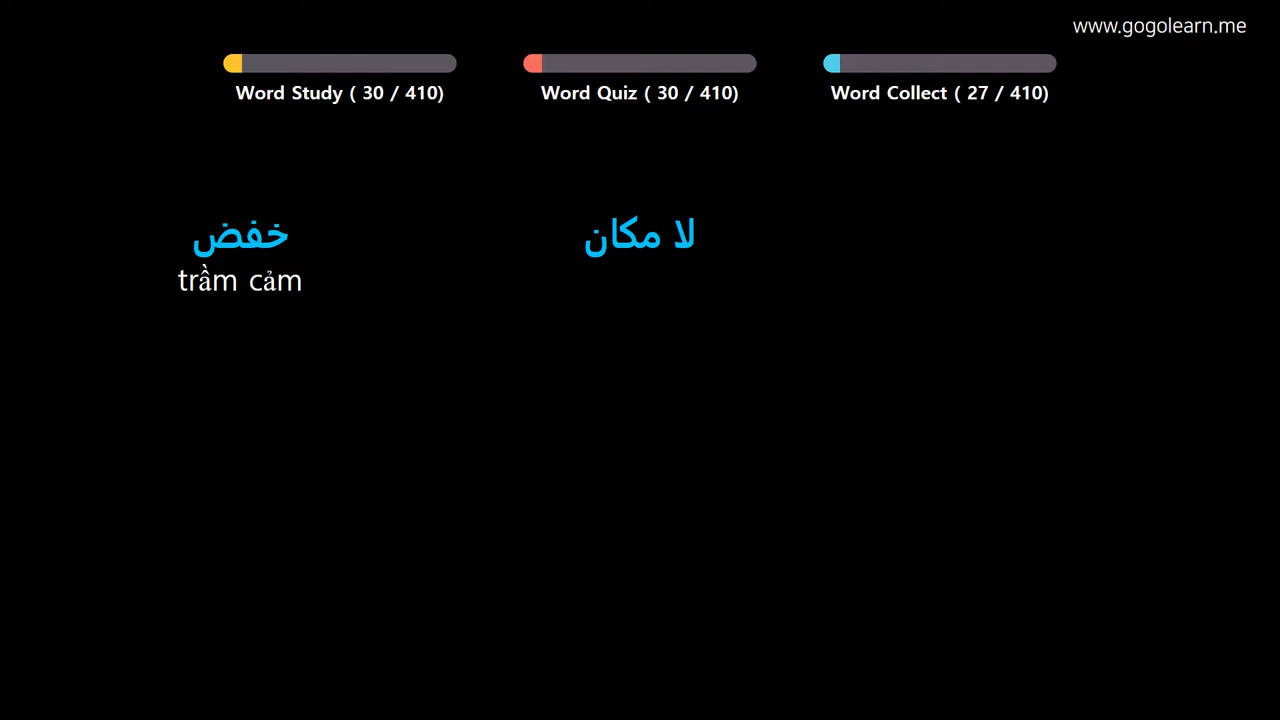 www.gogolearn.me
Word Study ( 30 / 410)
Word Quiz ( 30 / 410)
Word Collect ( 27 / 410)
خفض
trầm cảm
لا مكان